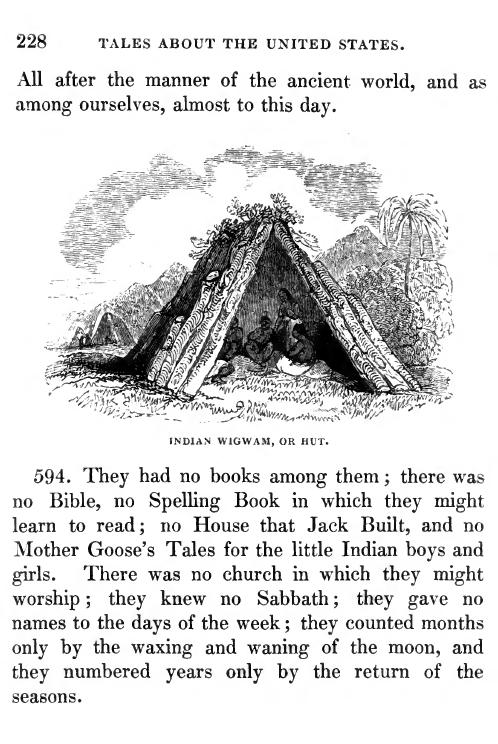 228 TALES ABOUT THE UNITED STATES.
All after the manner of the ancient world, and as
among ourselves, almost to this day.
INDIAN WIGWAM, OR HUT.
594. They had no books among them; there was
no Bible, no Spelling Book in which they might
learn to read; no House that Jack Built, and no
Mother Goose's Tales for the little Indian boys and
girls. There was no church in which they might
worship; they knew no Sabbath; they gave no
names to the days of the week; they counted months
only by the waxing and waning of the moon, and
they numbered years only by the return of the
seasons.